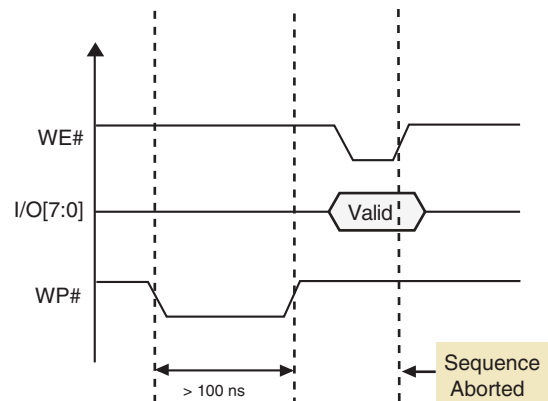 WE#
I/O[7:0]
Valid
WP#
> 100 ns
Sequence
Aborted